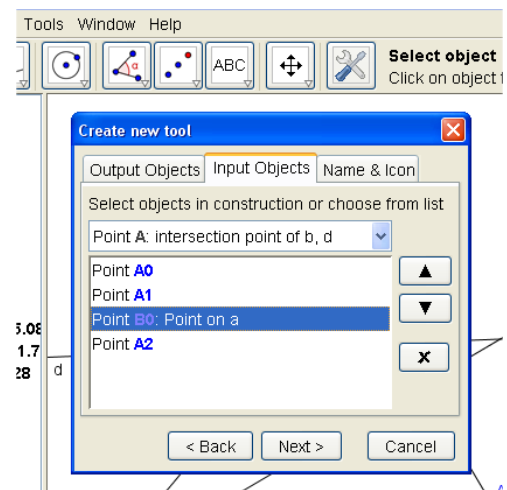 Tools Window Help
ABC
Select object
Click on object
Create new tool
Output Objects Input Objects Name & Icon
Select objects in construction or choose from list
Point A: intersection point of b, d
Point A0
Point A1
Point B0: Point on a
Point A2
1.7
28 d
< Back Next > Cancel